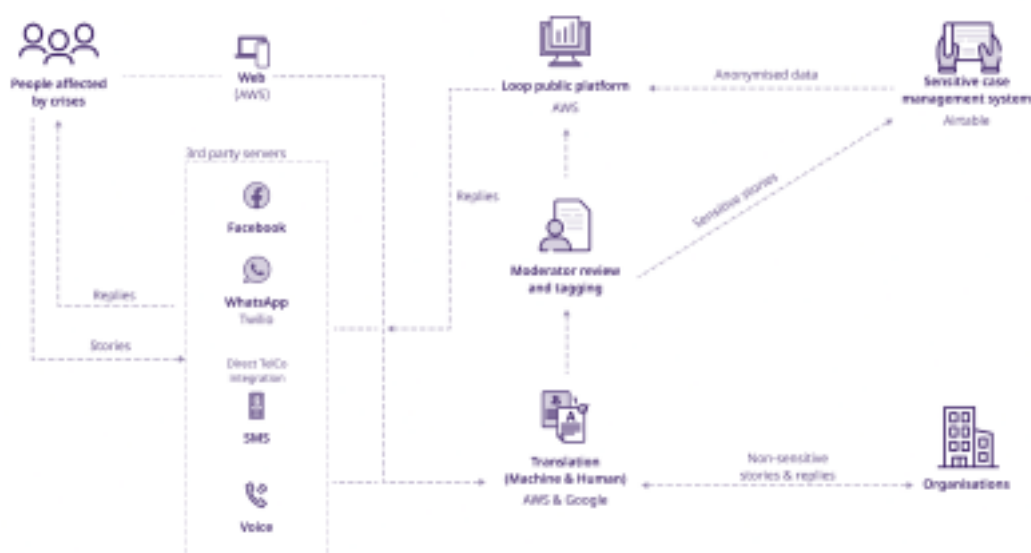 People affected
by crises
Web
(AWS)
Loop public platform
AWS
Anonymised data
Sensitive case
management system
Airtable
3rd party servers
Facebook
WhatsApp
Twilio
Direct TelCo
Integration
SMS
Voice
Replies
Stories
Replies
Sensitive stories
Moderator review
and tagging
Translation
(Machine & Human)
AWS & Google
Non-sensitive
stories & replies
Organisations